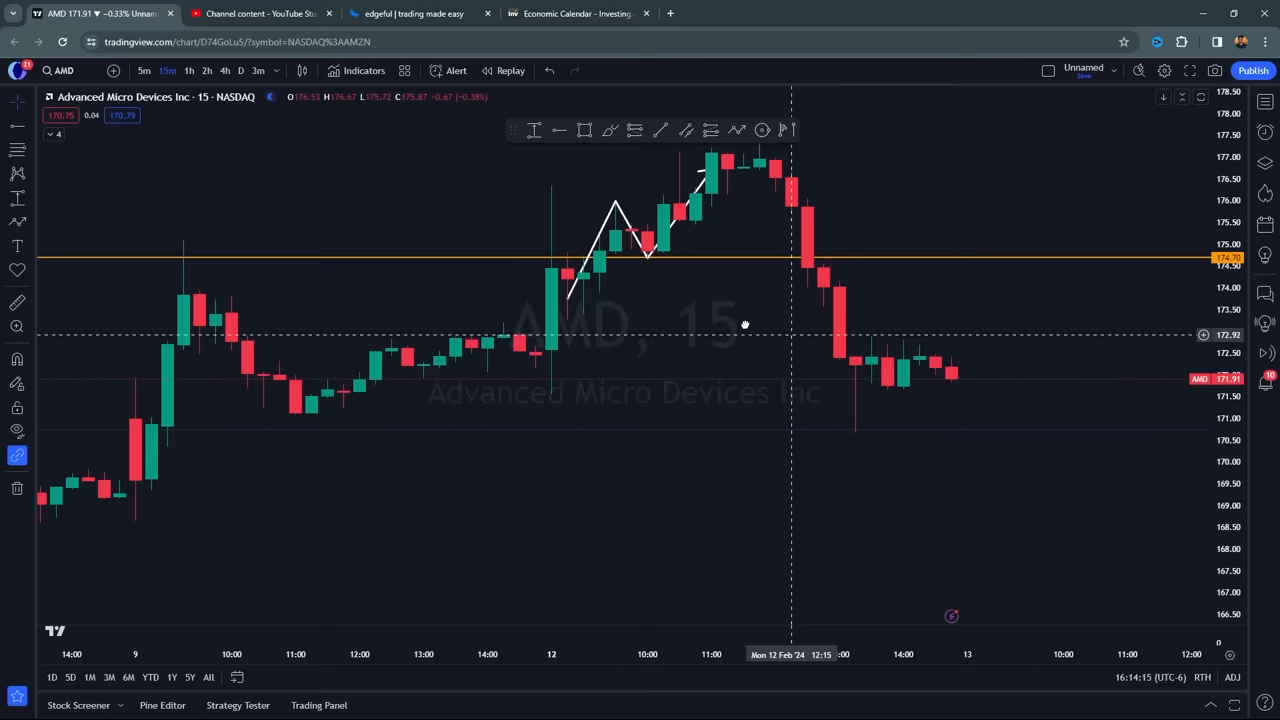 AMD 171.91 ▼ −0.33% Unnam
Channel content - YouTube Stu
edgeful | trading made easy
Economic Calendar - Investing.
tradingview.com/chart/D74GoLu5/?symbol=NASDAQ%3AAMZN
21
AMD
5m 15m 1h 2h 4h D 3m
Indicators
Alert
Replay
Unnamed
Save
Publish
Advanced Micro Devices Inc · 15 · NASDAQ
O176.53 H176.67 L175.72 C175.87 −0.67 (−0.38%)
170.75 0.04 170.79
4
178.50
178.00
177.50
177.00
176.50
176.00
175.50
175.00
174.70
174.50
174.00
173.50
172.92
172.50
AMD 171.91
171.50
171.00
170.50
170.00
169.50
169.00
168.50
168.00
167.50
167.00
166.50
0
10
AMD, 15
Advanced Micro Devices Inc
14:00 9 10:00 11:00 12:00 13:00 14:00 12 10:00 11:00 Mon 12 Feb '24 12:15 :00 14:00 13 10:00 11:00 12:00
1D 5D 1M 3M 6M YTD 1Y 5Y All
16:14:15 (UTC-6) RTH ADJ
Stock Screener Pine Editor Strategy Tester Trading Panel